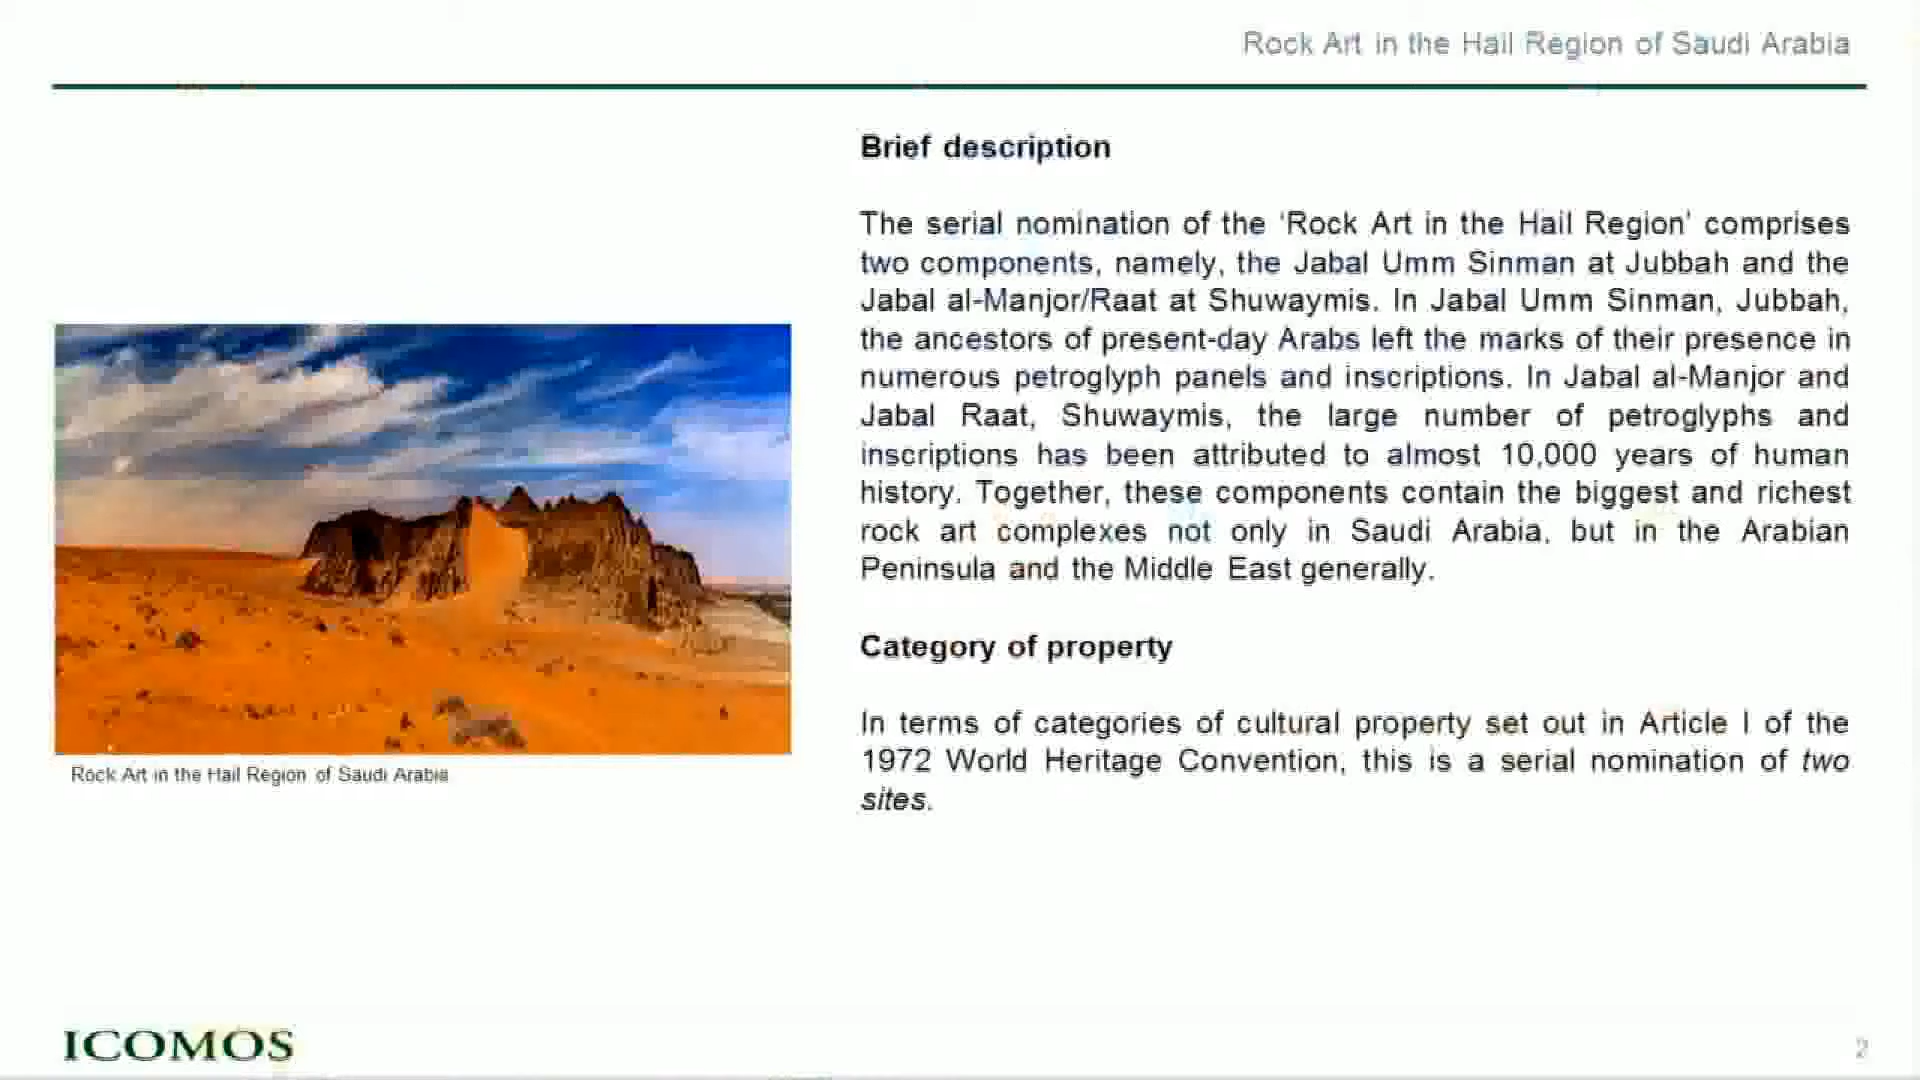 Rock Art in the Hail Region of Saudi Arabia
Brief description
The serial nomination of the 'Rock Art in the Hail Region' comprises
two components, namely, the Jabal Umm Sinman at Jubbah and the
Jabal al-Manjor/Raat at Shuwaymis. In Jabal Umm Sinman, Jubbah,
the ancestors of present-day Arabs left the marks of their presence in
numerous petroglyph panels and inscriptions. In Jabal al-Manjor and
Jabal Raat, Shuwaymis, the large number of petroglyphs and
inscriptions has been attributed to almost 10,000 years of human
history. Together, these components contain the biggest and richest
rock art complexes not only in Saudi Arabia, but in the Arabian
Peninsula and the Middle East generally.
Category of property
In terms of categories of cultural property set out in Article I of the
1972 World Heritage Convention, this is a serial nomination of two
sites.
Rock Art in the Hail Region of Saudi Arabia
ICOMOS
2